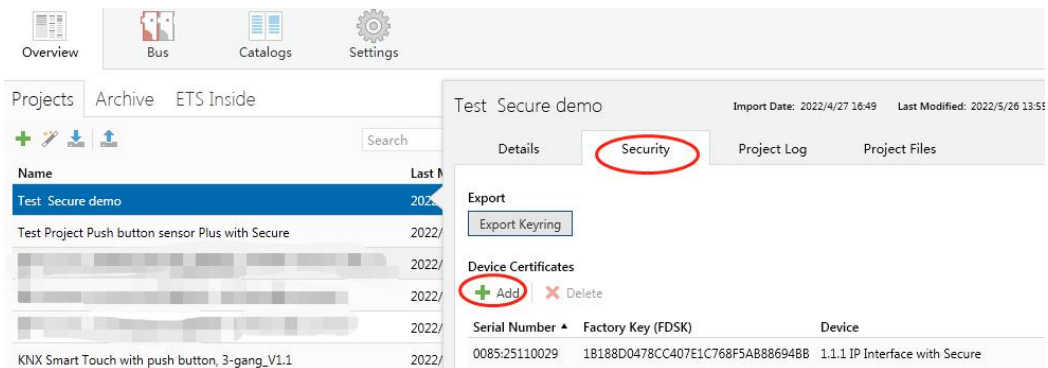 Overview Bus Catalogs Settings
Projects Archive ETS Inside
Search
Name Last
Test Secure demo 202
Test Project Push button sensor Plus with Secure 2022/
2022/
2022/
2022/
KNX Smart Touch with push button, 3-gang_V1.1 2022/
Test Secure demo Import Date: 2022/4/27 16:49 Last Modified: 2022/5/26 13:55
Details Security Project Log Project Files
Export
Export Keyring
Device Certificates
Add Delete
Serial Number Factory Key (FDSK) Device
0085:25110029 1B188D0478CC407E1C768F5AB88694BB 1.1.1 IP Interface with Secure